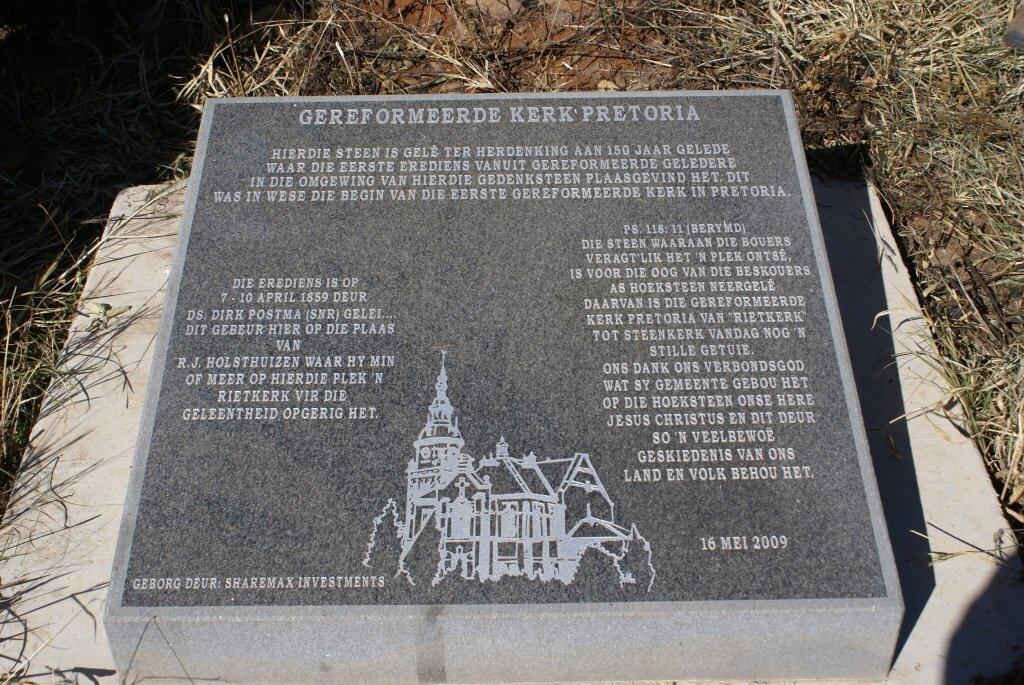 GEREFORMEERDE KERK PRETORIA
HIERDIE STEEN IS GELÊ TER HERDENKING AAN 150 JAAR GELEDE
WAAR DIE EERSTE EREDIENS VANUIT GEREFORMEERDE GELEDERE
IN DIE OMGEWING VAN HIERDIE GEDENKSTEEN PLAASGEVIND HET. DIT
WAS IN WESE DIE BEGIN VAN DIE EERSTE GEREFORMEERDE KERK IN PRETORIA.
DIE EREDIENS IS OP
7 - 10 APRIL 1859 DEUR
DS. DIRK POSTMA (SNR) GELEI...
DIT GEBEUR HIER OP DIE PLAAS
VAN
R.J. HOLSTHUIZEN WAAR HY MIN
OF MEER OP HIERDIE PLEK 'N
RIETKERK VIR DIE
GELEENTHEID OPGERIG HET.
PS. 118: 11 (BERYMD)
DIE STEEN WAARAAN DIE BOUERS
VERAGT'LIK HET 'N PLEK ONTSÊ,
IS VOOR DIE OOG VAN DIE BESKOUERS
AS HOEKSTEEN NEERGELÊ
DAARVAN IS DIE GEREFORMEERDE
KERK PRETORIA VAN "RIETKERK"
TOT STEENKERK VANDAG NOG 'N
STILLE GETUIE.
ONS DANK ONS VERBONDSGOD
WAT SY GEMEENTE GEBOU HET
OP DIE HOEKSTEEN ONSE HERE
JESUS CHRISTUS EN DIT DEUR
SO 'N VEELBEWOË
GESKIEDENIS VAN ONS
LAND EN VOLK BEHOU HET.
16 MEI 2009
GEBORG DEUR: SHAREMAX INVESTMENTS